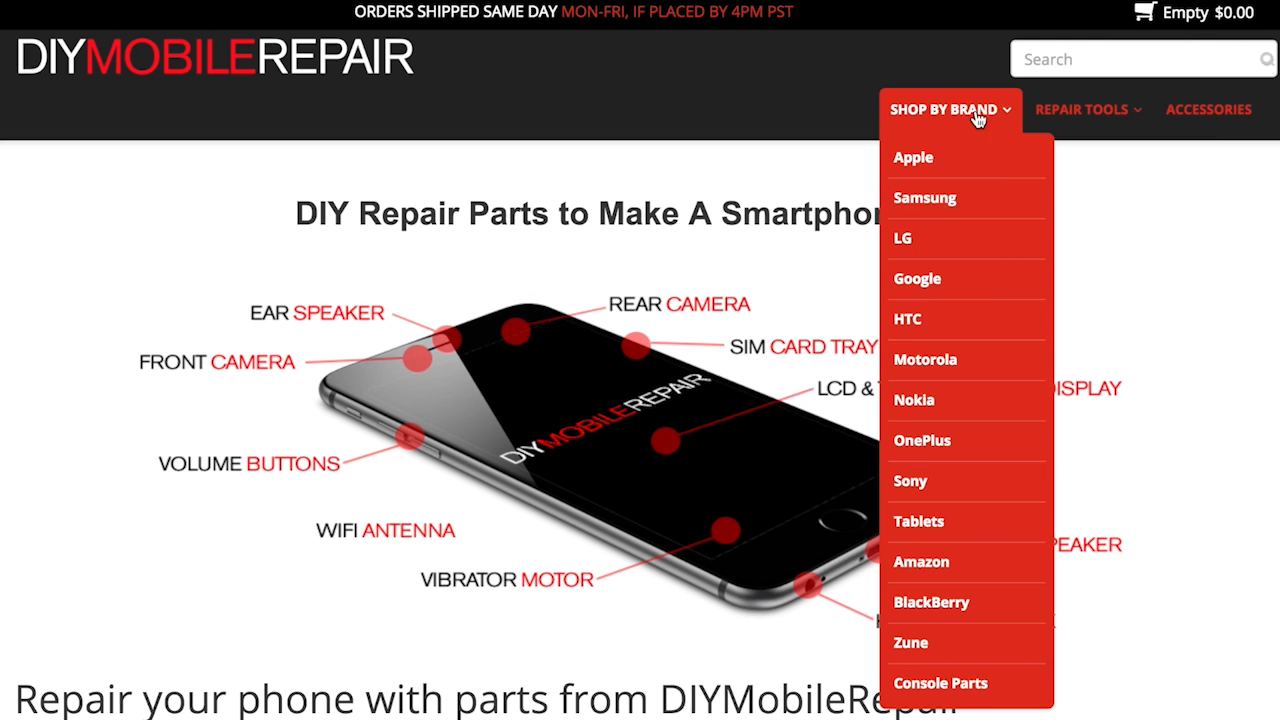 ORDERS SHIPPED SAME DAY MON-FRI, IF PLACED BY 4PM PST
Empty $0.00
DIYMOBILEREPAIR
Search
SHOP BY BRAND
REPAIR TOOLS
ACCESSORIES
Apple
Samsung
LG
Google
HTC
Motorola
Nokia
OnePlus
Sony
Tablets
Amazon
BlackBerry
Zune
Console Parts
DIY Repair Parts to Make A
EAR SPEAKER
REAR CAMERA
FRONT CAMERA
SIM CARD TRAY
LCD &
DISPLAY
DIYMOBILEREPAIR
VOLUME BUTTONS
WIFI ANTENNA
VIBRATOR MOTOR
Repair your phone with parts from DIYMobileRepair